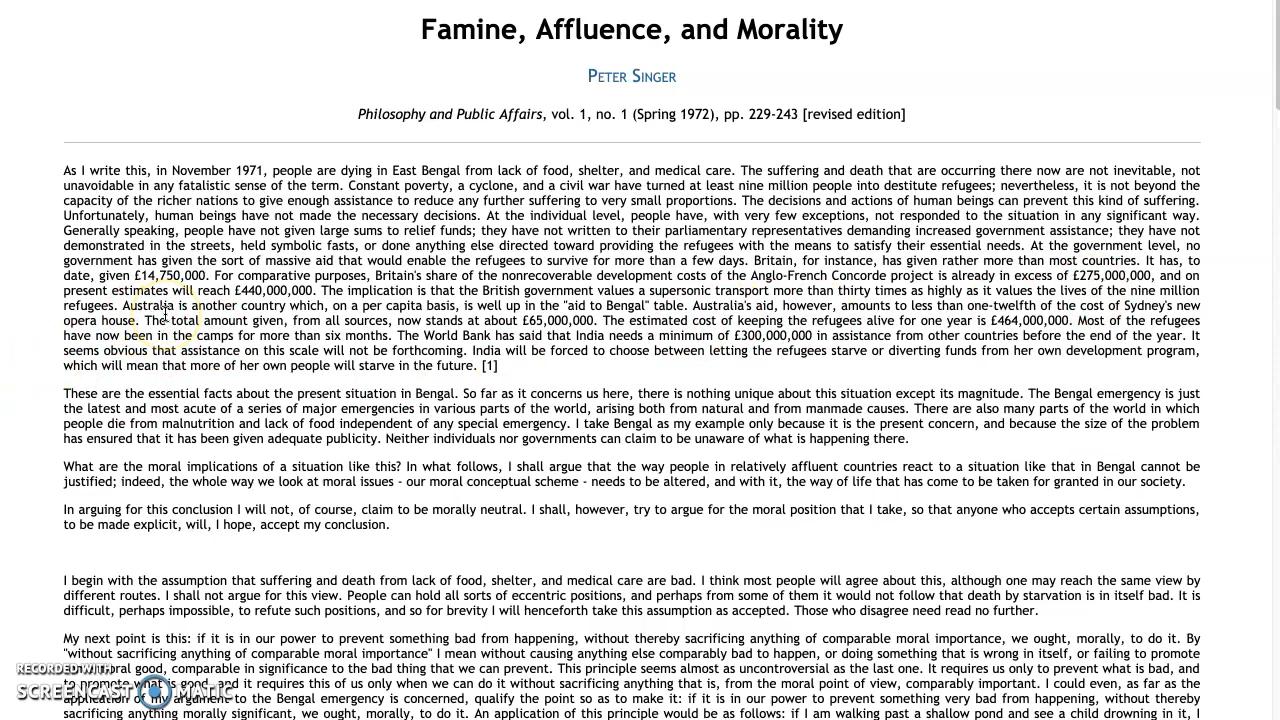 Famine, Affluence, and Morality
Peter Singer
Philosophy and Public Affairs, vol. 1, no. 1 (Spring 1972), pp. 229-243 [revised edition]
As I write this, in November 1971, people are dying in East Bengal from lack of food, shelter, and medical care. The suffering and death that are occurring there now are not inevitable, not
unavoidable in any fatalistic sense of the term. Constant poverty, a cyclone, and a civil war have turned at least nine million people into destitute refugees; nevertheless, it is not beyond the
capacity of the richer nations to give enough assistance to reduce any further suffering to very small proportions. The decisions and actions of human beings can prevent this kind of suffering.
Unfortunately, human beings have not made the necessary decisions. At the individual level, people have, with very few exceptions, not responded to the situation in any significant way.
Generally speaking, people have not given large sums to relief funds; they have not written to their parliamentary representatives demanding increased government assistance; they have not
demonstrated in the streets, held symbolic fasts, or done anything else directed toward providing the refugees with the means to satisfy their essential needs. At the government level, no
government has given the sort of massive aid that would enable the refugees to survive for more than a few days. Britain, for instance, has given rather more than most countries. It has, to
date, given £14,750,000. For comparative purposes, Britain's share of the nonrecoverable development costs of the Anglo-French Concorde project is already in excess of £275,000,000, and on
present estimates will reach £440,000,000. The implication is that the British government values a supersonic transport more than thirty times as highly as it values the lives of the nine million
refugees. Australia is another country which, on a per capita basis, is well up in the "aid to Bengal" table. Australia's aid, however, amounts to less than one-twelfth of the cost of Sydney's new
opera house. The total amount given, from all sources, now stands at about £65,000,000. The estimated cost of keeping the refugees alive for one year is £464,000,000. Most of the refugees
have now been in the camps for more than six months. The World Bank has said that India needs a minimum of £300,000,000 in assistance from other countries before the end of the year. It
seems obvious that assistance on this scale will not be forthcoming. India will be forced to choose between letting the refugees starve or diverting funds from her own development program,
which will mean that more of her own people will starve in the future. [1]
These are the essential facts about the present situation in Bengal. So far as it concerns us here, there is nothing unique about this situation except its magnitude. The Bengal emergency is just
the latest and most acute of a series of major emergencies in various parts of the world, arising both from natural and from manmade causes. There are also many parts of the world in which
people die from malnutrition and lack of food independent of any special emergency. I take Bengal as my example only because it is the present concern, and because the size of the problem
has ensured that it has been given adequate publicity. Neither individuals nor governments can claim to be unaware of what is happening there.
What are the moral implications of a situation like this? In what follows, I shall argue that the way people in relatively affluent countries react to a situation like that in Bengal cannot be
justified; indeed, the whole way we look at moral issues - our moral conceptual scheme - needs to be altered, and with it, the way of life that has come to be taken for granted in our society.
In arguing for this conclusion I will not, of course, claim to be morally neutral. I shall, however, try to argue for the moral position that I take, so that anyone who accepts certain assumptions,
to be made explicit, will, I hope, accept my conclusion.
I begin with the assumption that suffering and death from lack of food, shelter, and medical care are bad. I think most people will agree about this, although one may reach the same view by
different routes. I shall not argue for this view. People can hold all sorts of eccentric positions, and perhaps from some of them it would not follow that death by starvation is in itself bad. It is
difficult, perhaps impossible, to refute such positions, and so for brevity I will henceforth take this assumption as accepted. Those who disagree need read no further.
My next point is this: if it is in our power to prevent something bad from happening, without thereby sacrificing anything of comparable moral importance, we ought, morally, to do it. By
"without sacrificing anything of comparable moral importance" I mean without causing anything else comparably bad to happen, or doing something that is wrong in itself, or failing to promote
moral good, comparable in significance to the bad thing that we can prevent. This principle seems almost as uncontroversial as the last one. It requires us only to prevent what is bad, and
to promote what is good, and it requires this of us only when we can do it without sacrificing anything that is, from the moral point of view, comparably important. I could even, as far as the
application of my argument to the Bengal emergency is concerned, qualify the point so as to make it: if it is in our power to prevent something very bad from happening, without thereby
sacrificing anything morally significant, we ought, morally, to do it. An application of this principle would be as follows: if I am walking past a shallow pond and see a child drowning in it, I
RECORDED WITH
SCREENCAST MATIC